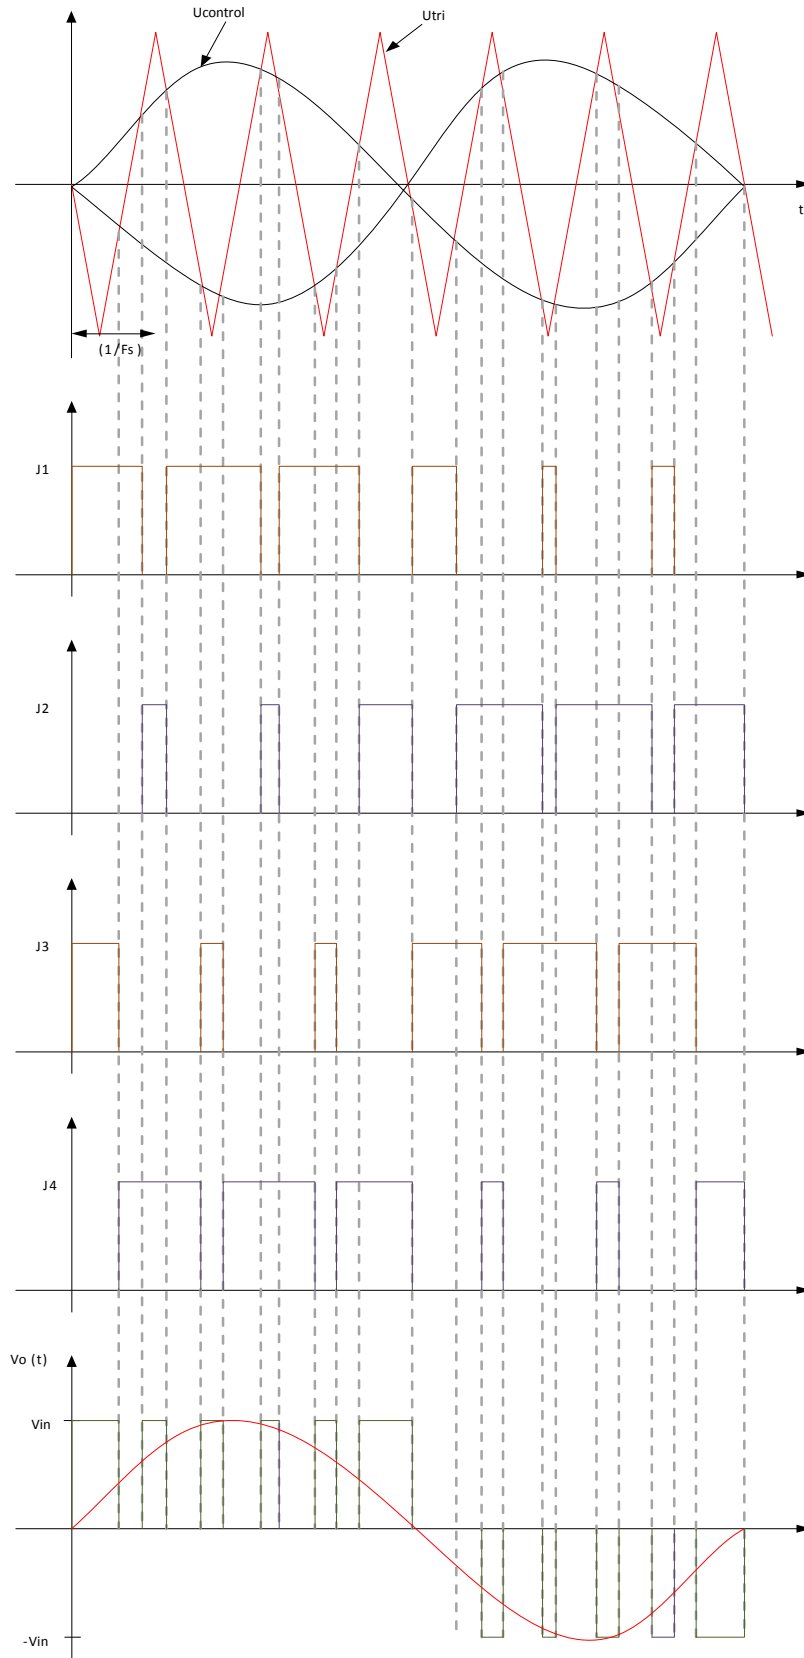 Ucontrol
Utri
t
(1/Fs)
J1
J2
J3
J4
Vo (t)
Vin
-Vin